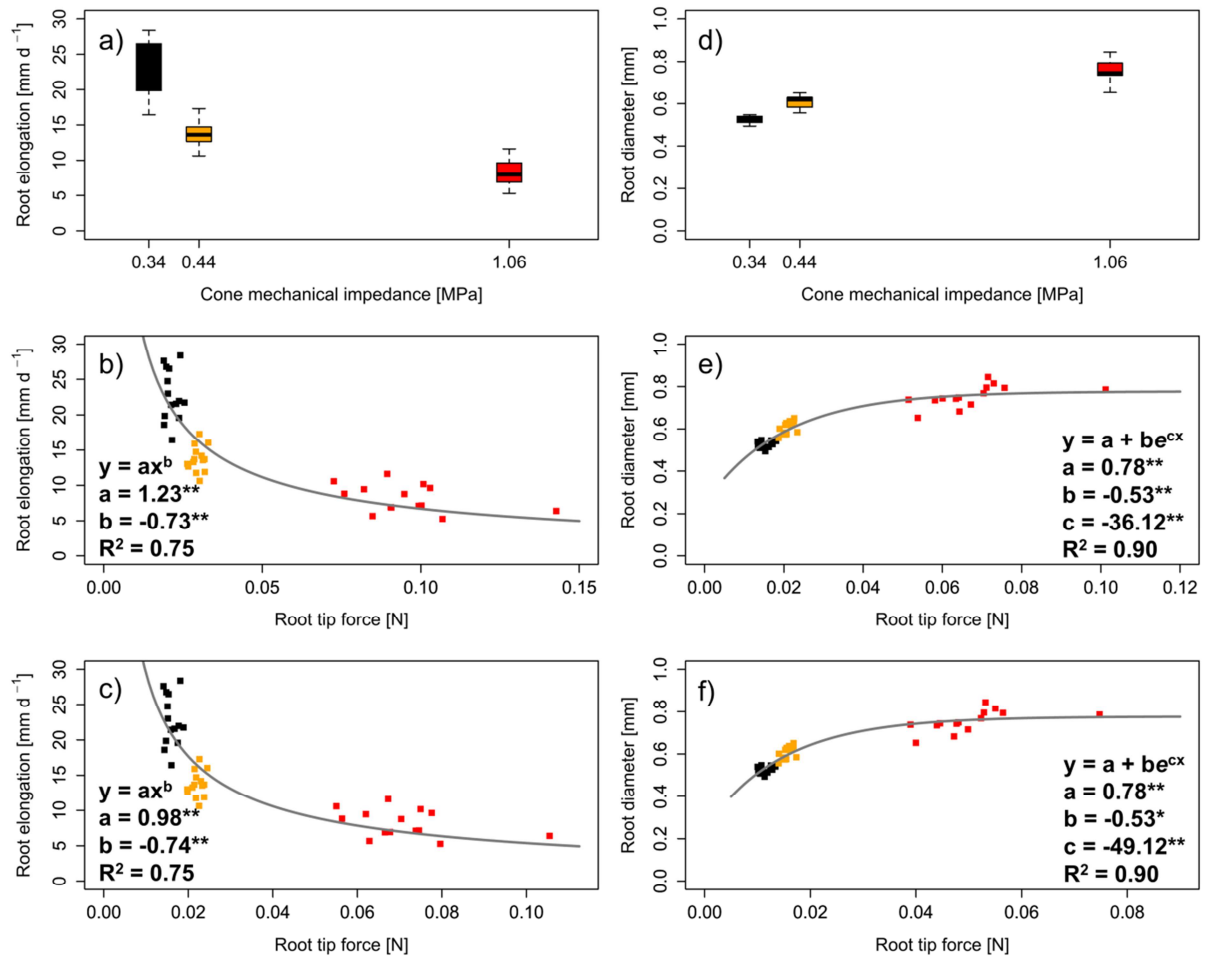 a)
Root elongation [mm d⁻¹]
30
25
20
15
10
5
0
0.34 0.44 1.06
Cone mechanical impedance [MPa]
d)
Root diameter [mm]
1.0
0.8
0.6
0.4
0.2
0.0
0.34 0.44 1.06
Cone mechanical impedance [MPa]
b)
Root elongation [mm d⁻¹]
30
25
20
15
10
5
0
y = axᵇ
a = 1.23**
b = -0.73**
R² = 0.75
0.00 0.05 0.10 0.15
Root tip force [N]
e)
Root diameter [mm]
1.0
0.8
0.6
0.4
0.2
0.0
y = a + beᶜˣ
a = 0.78**
b = -0.53**
c = -36.12**
R² = 0.90
0.00 0.02 0.04 0.06 0.08 0.10 0.12
Root tip force [N]
c)
Root elongation [mm d⁻¹]
30
25
20
15
10
5
0
y = axᵇ
a = 0.98**
b = -0.74**
R² = 0.75
0.00 0.02 0.04 0.06 0.08 0.10
Root tip force [N]
f)
Root diameter [mm]
1.0
0.8
0.6
0.4
0.2
0.0
y = a + beᶜˣ
a = 0.78**
b = -0.53*
c = -49.12**
R² = 0.90
0.00 0.02 0.04 0.06 0.08
Root tip force [N]